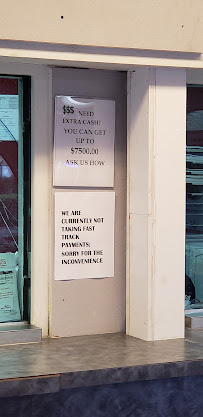 $$$ NEED
EXTRA CASH?
YOU CAN GET
UP TO
$7500.00
ASK US HOW
WE ARE
CURRENTLY NOT
TAKING FAST
TRACK
PAYMENTS;
SORRY FOR THE
INCONVENIENCE